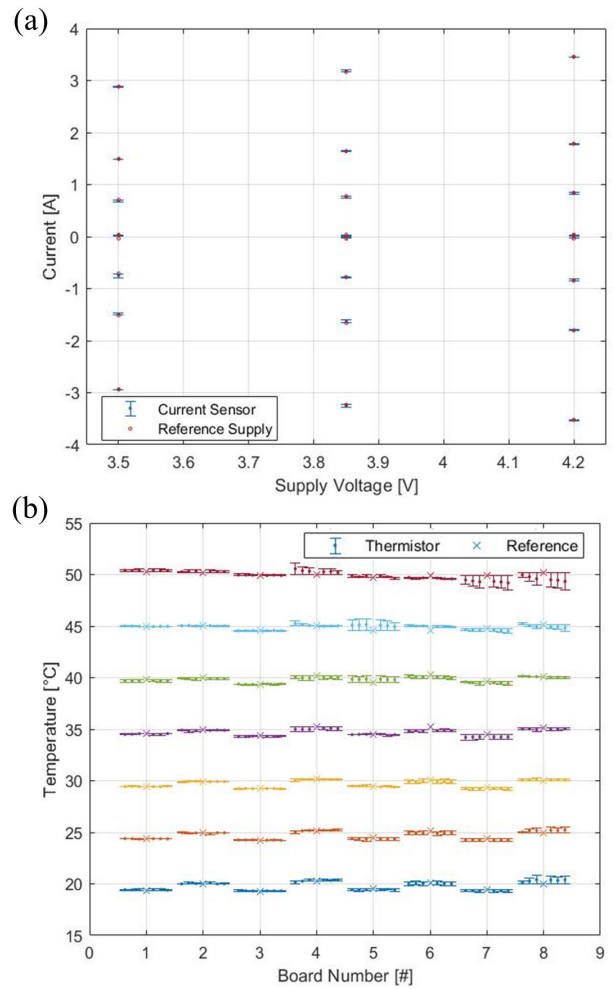 (a)
4
3
2
1
0
-1
-2
-3
-4
Current [A]
Current Sensor
Reference Supply
3.5 3.6 3.7 3.8 3.9 4 4.1 4.2
Supply Voltage [V]
(b)
55
50
45
40
35
30
25
20
15
Temperature [°C]
Thermistor Reference
0 1 2 3 4 5 6 7 8 9
Board Number [#]